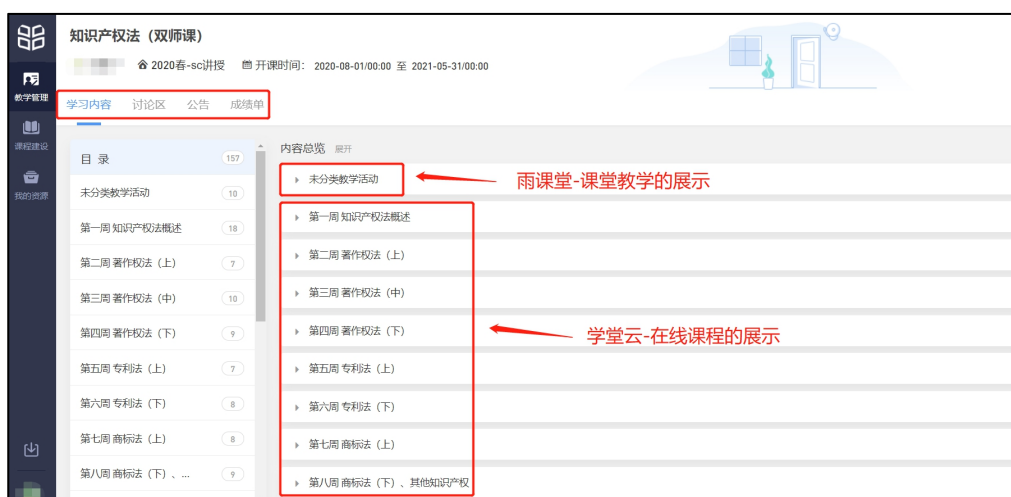 知识产权法（双师课）
2020春-sc讲授 开课时间： 2020-08-01/00:00 至 2021-05-31/00:00
教学管理
课程建设
我的资源
学习内容 讨论区 公告 成绩单
目 录 157
未分类教学活动 10
第一周 知识产权法概述 18
第二周 著作权法（上） 7
第三周 著作权法（中） 10
第四周 著作权法（下） 9
第五周 专利法（上） 7
第六周 专利法（下） 8
第七周 商标法（上） 8
第八周 商标法（下）、... 9
内容总览 展开
未分类教学活动
雨课堂-课堂教学的展示
第一周 知识产权法概述
第二周 著作权法（上）
第三周 著作权法（中）
第四周 著作权法（下）
学堂云-在线课程的展示
第五周 专利法（上）
第六周 专利法（下）
第七周 商标法（上）
第八周 商标法（下）、其他知识产权